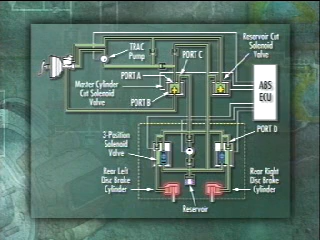 Reservoir Cut
Solenoid
Valve
TRAC
Pump
PORT C
PORT A
Master Cylinder
Cut Solenoid
Valve
PORT B
ABS
ECU
PORT D
3-Position
Solenoid
Valve
Rear Left
Disc Brake
Cylinder
Rear Right
Disc Brake
Cylinder
Reservoir